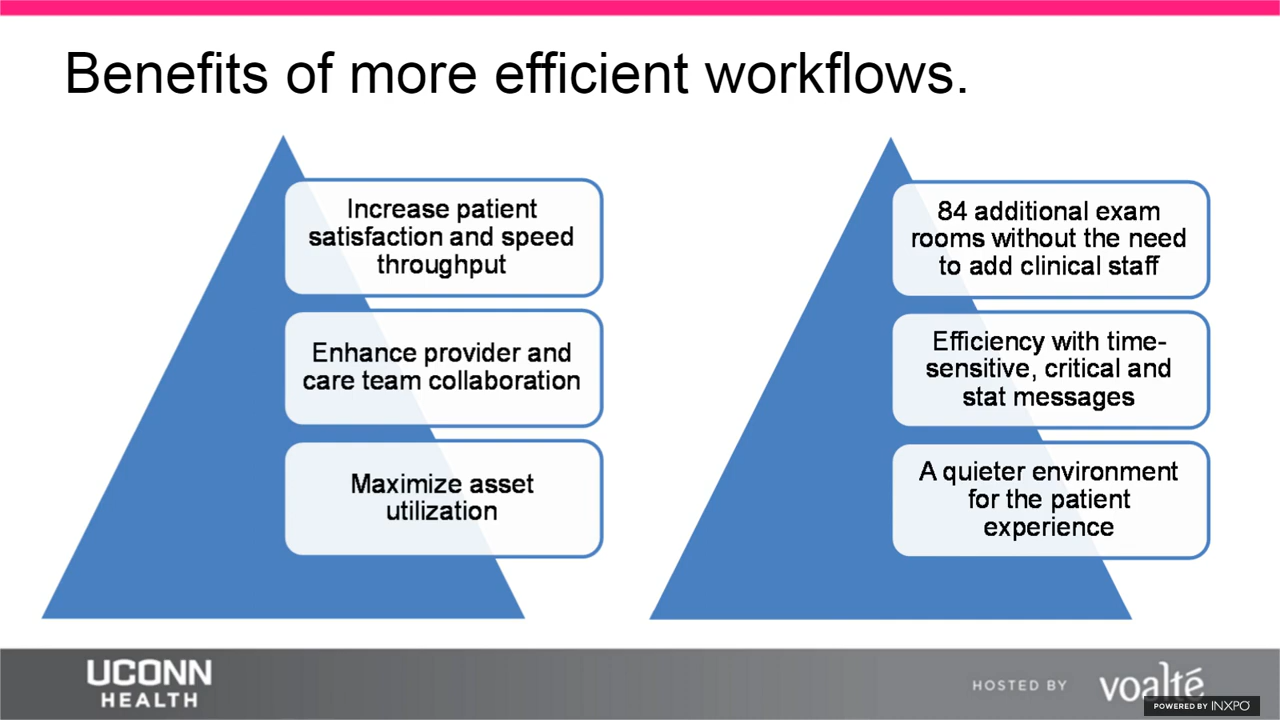 Benefits of more efficient workflows.
Increase patient
satisfaction and speed
throughput
Enhance provider and
care team collaboration
Maximize asset
utilization
84 additional exam
rooms without the need
to add clinical staff
Efficiency with time-
sensitive, critical and
stat messages
A quieter environment
for the patient
experience
UCONN
HEALTH
HOSTED BY voalté
POWERED BY INXPO